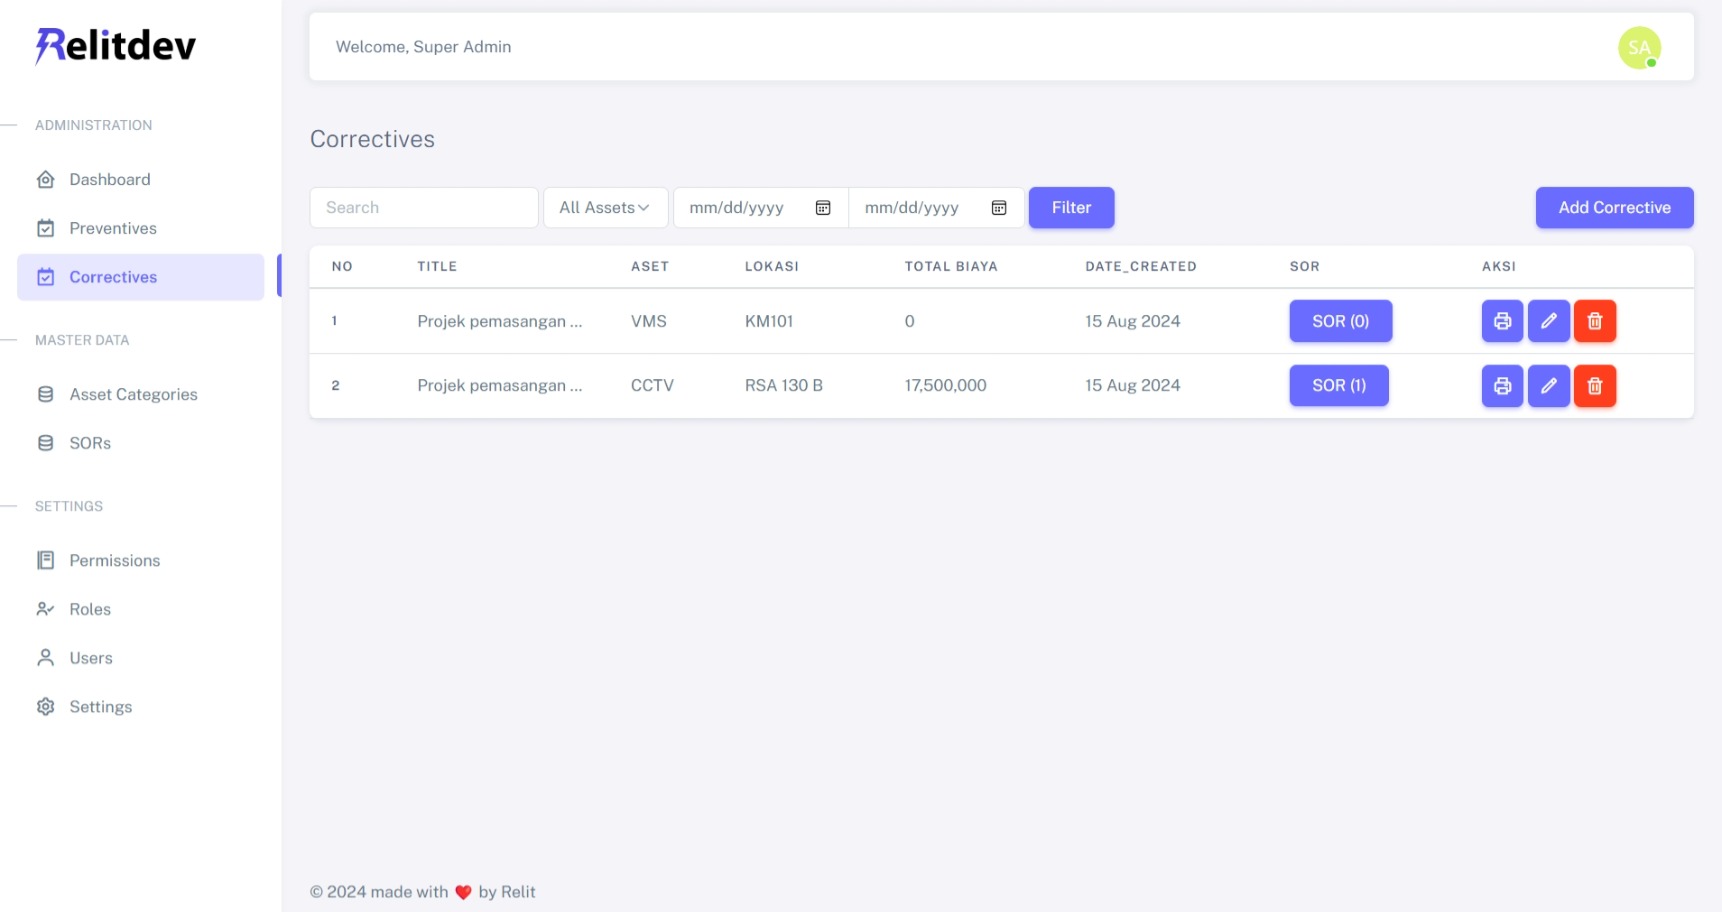 Relitdev
ADMINISTRATION
Dashboard
Preventives
Correctives
MASTER DATA
Asset Categories
SORs
SETTINGS
Permissions
Roles
Users
Settings
Welcome, Super Admin
SA
Correctives
Search All Assets mm/dd/yyyy mm/dd/yyyy Filter Add Corrective
NO TITLE ASET LOKASI TOTAL BIAYA DATE_CREATED SOR AKSI
1 Projek pemasangan ... VMS KM101 0 15 Aug 2024 SOR (0)
2 Projek pemasangan ... CCTV RSA 130 B 17,500,000 15 Aug 2024 SOR (1)
© 2024 made with ❤️ by Relit